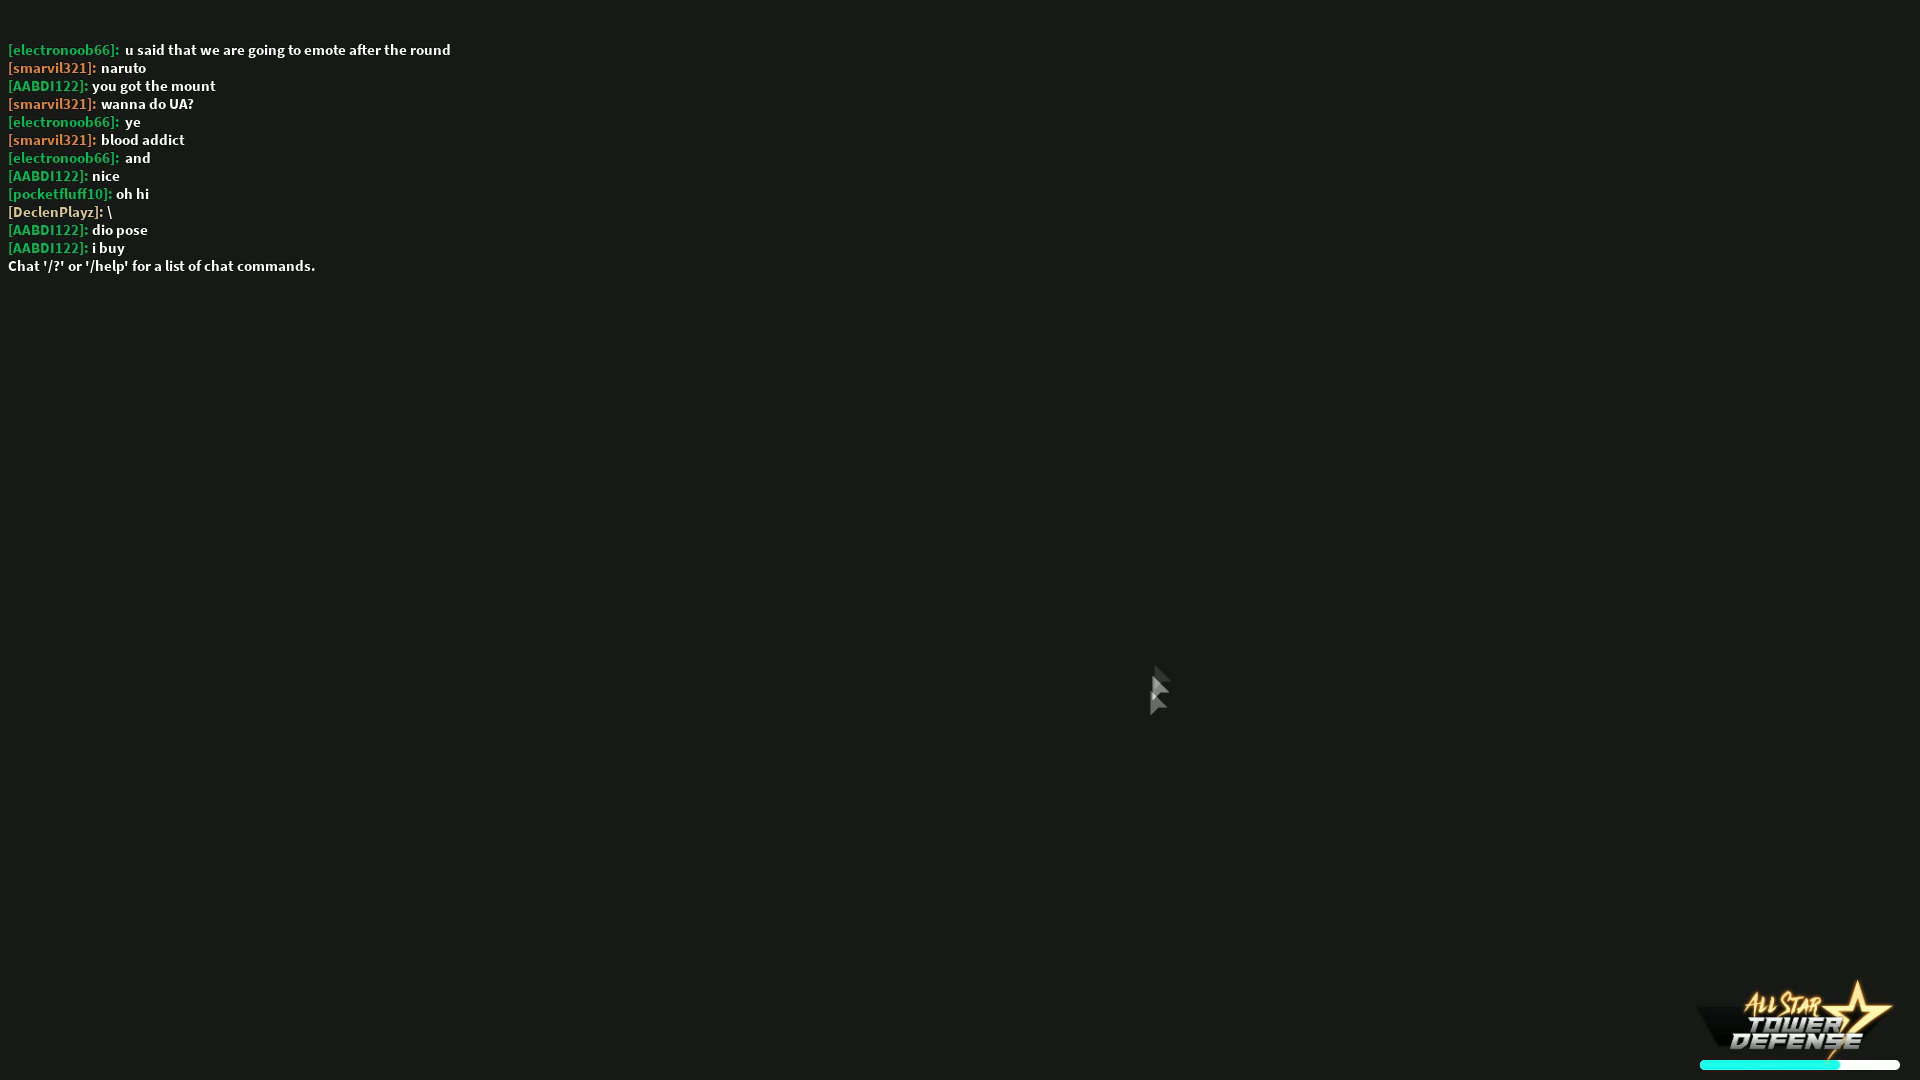 [electronoob66]: u said that we are going to emote after the round
[smarvil321]: naruto
[AABDI122]: you got the mount
[smarvil321]: wanna do UA?
[electronoob66]: ye
[smarvil321]: blood addict
[electronoob66]: and
[AABDI122]: nice
[pocketfluff10]: oh hi
[DeclenPlayz]: \
[AABDI122]: dio pose
[AABDI122]: i buy
Chat '/?' or '/help' for a list of chat commands.
ALL STAR
TOWER
DEFENSE